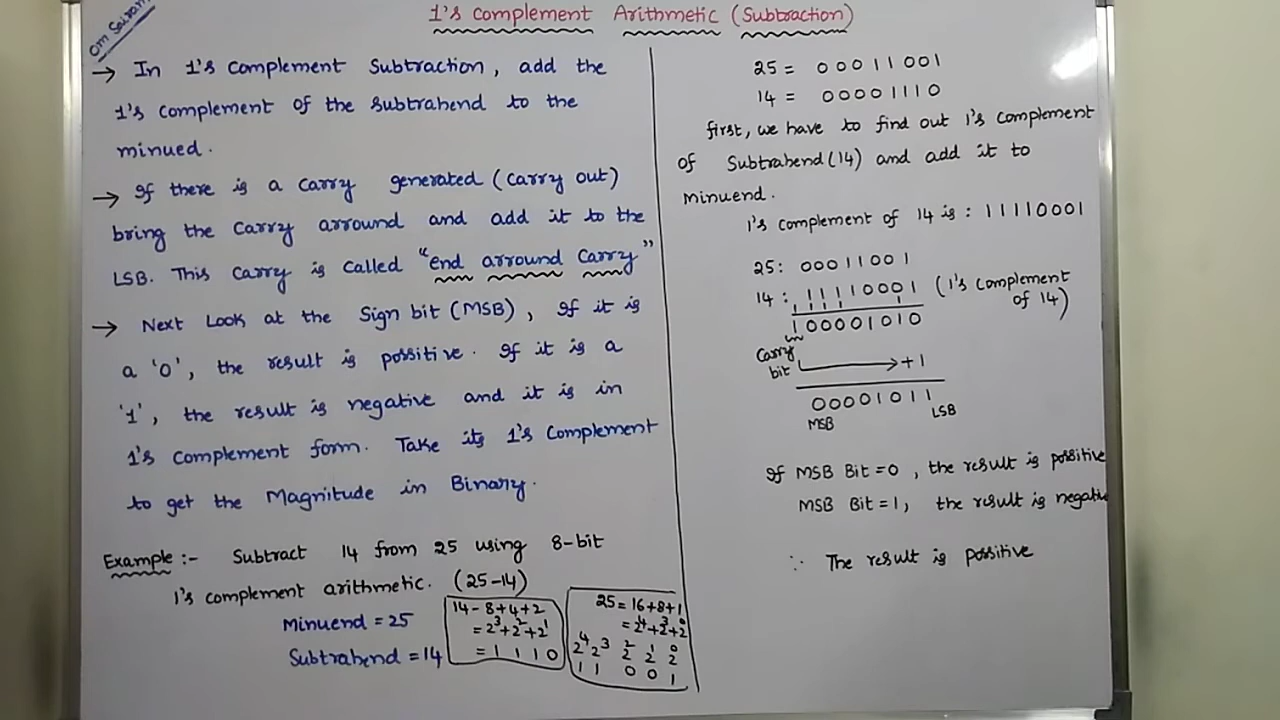 Om Sairam
1's Complement Arithmetic (Subtraction)
→ In 1's Complement Subtraction, add the
1's complement of the subtrahend to the
minued.
→ If there is a carry generated (carry out)
bring the carry arround and add it to the
LSB. This carry is called "end arround carry"
→ Next Look at the Sign bit (MSB), If it is
a '0', the result is possitive. If it is a
'1', the result is negative and it is in
1's complement form. Take its 1's Complement
to get the Magnitude in Binary.
Example :- Subtract 14 from 25 using 8-bit
1's complement arithmetic. (25-14)
Minuend = 25
Subtrahend = 14
14 - 8+4+2
= 2³+2²+2¹
= 1 1 1 0
25 = 16+8+1
= 2⁴+2³+2⁰
2⁴ 2³ 2² 2¹ 2⁰
1 1 0 0 1
25 = 00011001
14 = 00001110
first, we have to find out 1's complement
of Subtrahend (14) and add it to
minuend.
1's complement of 14 is : 11110001
25: 00011001
14: 11110001 (1's complement
of 14)
100001010
carry
bit → +1
00001011
MSB LSB
If MSB Bit = 0, the result is possitive
MSB Bit = 1, the result is negative
∴ The result is possitive